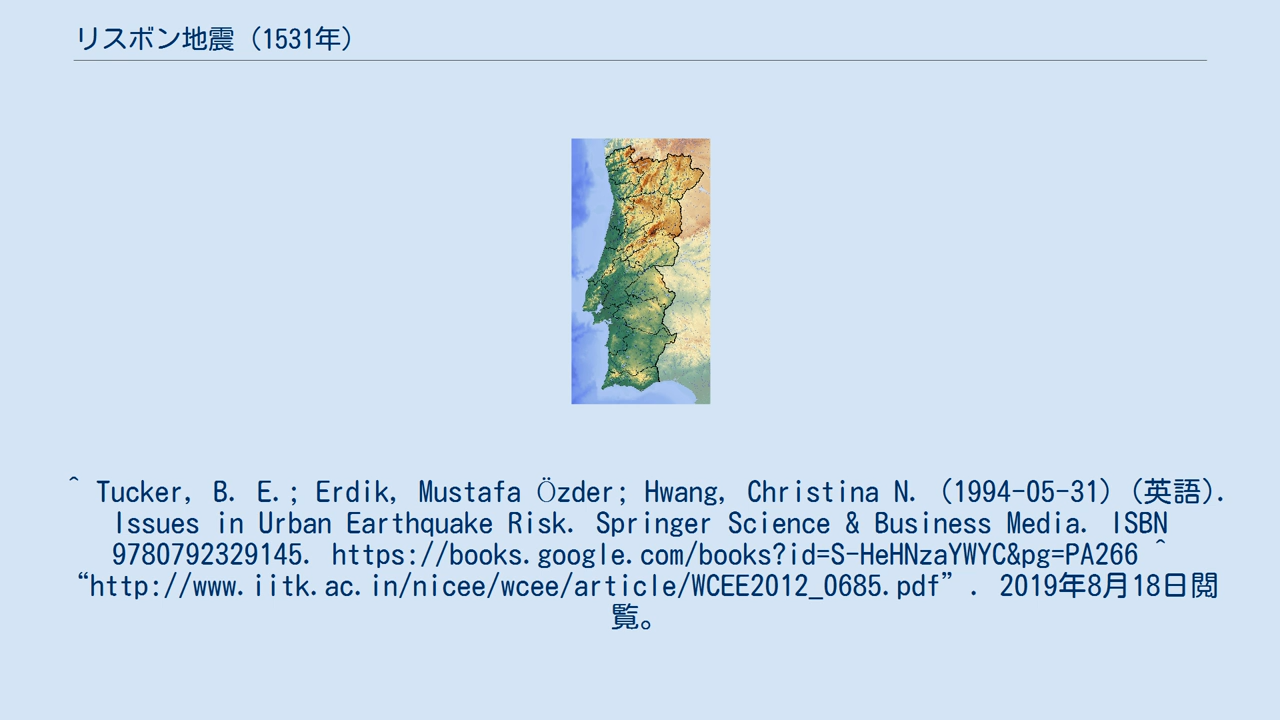 リスボン地震（1531年）
^ Tucker, B. E.; Erdik, Mustafa Özder; Hwang, Christina N. (1994-05-31) (英語).
Issues in Urban Earthquake Risk. Springer Science & Business Media. ISBN
9780792329145. https://books.google.com/books?id=S-HeHNzaYWYC&pg=PA266 ^
“http://www.iitk.ac.in/nicee/wcee/article/WCEE2012_0685.pdf”. 2019年8月18日閲
覧。